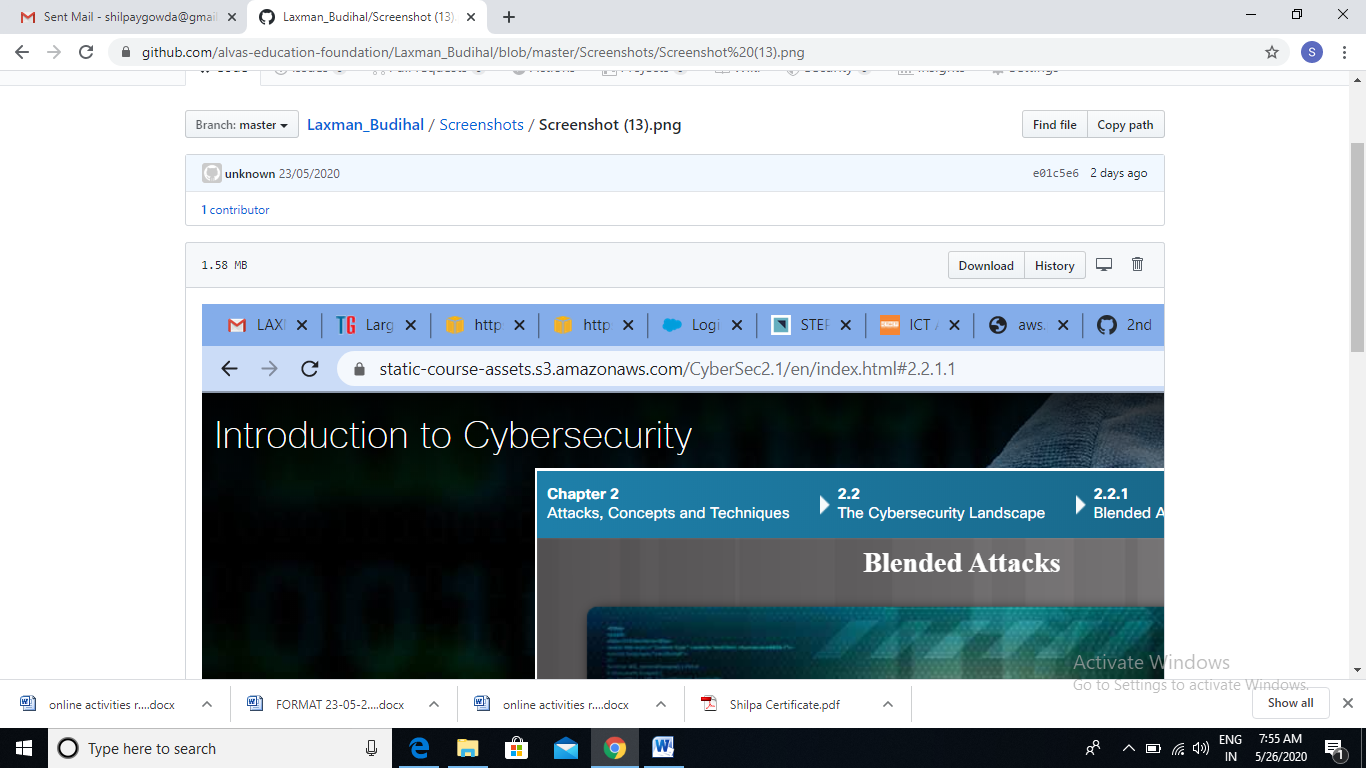 Sent Mail - shilpaygowda@gmail
Laxman_Budihal/Screenshot (13).
github.com/alvas-education-foundation/Laxman_Budihal/blob/master/Screenshots/Screenshot%20(13).png
S
Branch: master
Laxman_Budihal / Screenshots / Screenshot (13).png
Find file
Copy path
unknown 23/05/2020
e01c5e6
2 days ago
1 contributor
1.58 MB
Download
History
LAX
Larg
http
http
Logi
STEP
ICT
aws.
2nd
static-course-assets.s3.amazonaws.com/CyberSec2.1/en/index.html#2.2.1.1
Introduction to Cybersecurity
Chapter 2
Attacks, Concepts and Techniques
2.2
The Cybersecurity Landscape
2.2.1
Blended A
Blended Attacks
Activate Windows
Go to Settings to activate Windows.
online activities r....docx
FORMAT 23-05-2....docx
online activities r....docx
Shilpa Certificate.pdf
Show all
Type here to search
ENG
IN
7:55 AM
5/26/2020
1